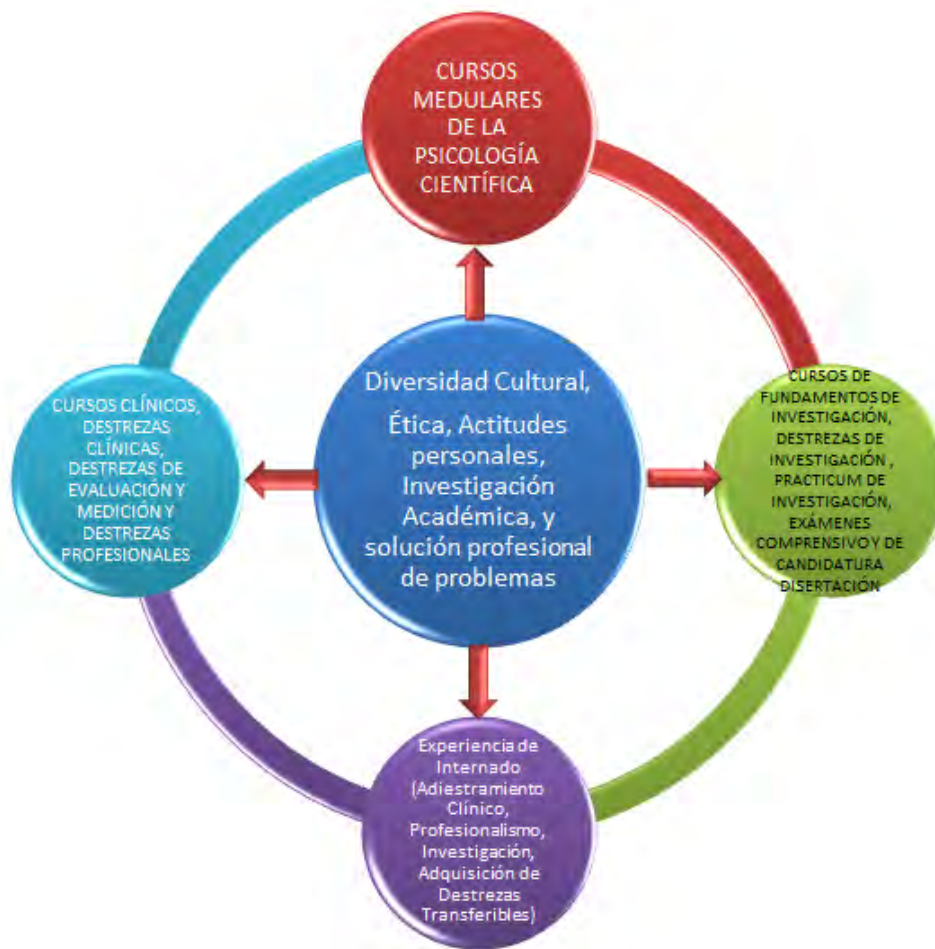 CURSOS
MEDULARES
DE LA
PSICOLOGÍA
CIENTÍFICA
Diversidad Cultural,
Ética, Actitudes
personales,
Investigación
Académica, y
solución profesional
de problemas
CURSOS CLÍNICOS,
DESTREZAS
CLÍNICAS,
DESTREZAS DE
EVALUACIÓN Y
MEDICIÓN Y
DESTREZAS
PROFESIONALES
CURSOS DE
FUNDAMENTOS DE
INVESTIGACIÓN,
DESTREZAS DE
INVESTIGACIÓN ,
PRACTICUM DE
INVESTIGACIÓN,
EXÁMENES
COMPRENSIVO Y DE
CANDIDATURA
DISERTACIÓN
Experiencia de
Internado
(Adiestramiento
Clínico,
Profesionalismo,
Investigación,
Adquisición de
Destrezas
Transferibles)